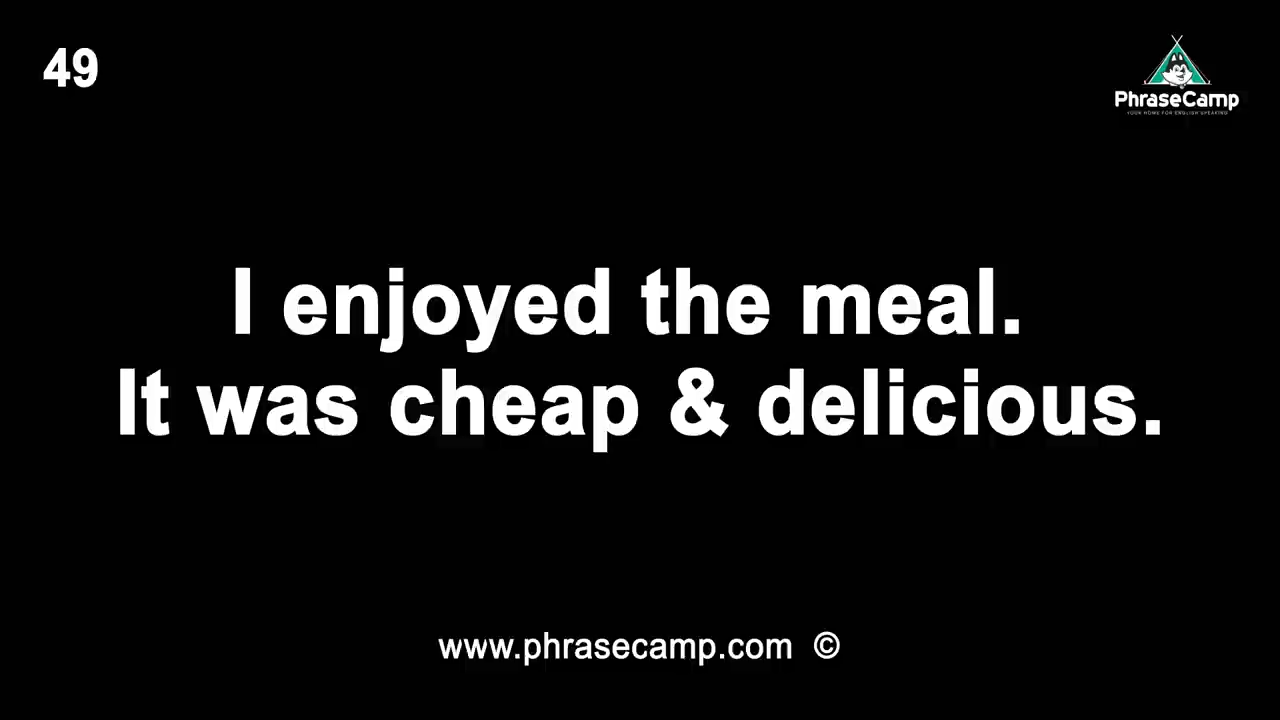 49
PhraseCamp
YOUR HOME FOR ENGLISH SPEAKING
I enjoyed the meal.
It was cheap & delicious.
www.phrasecamp.com ©